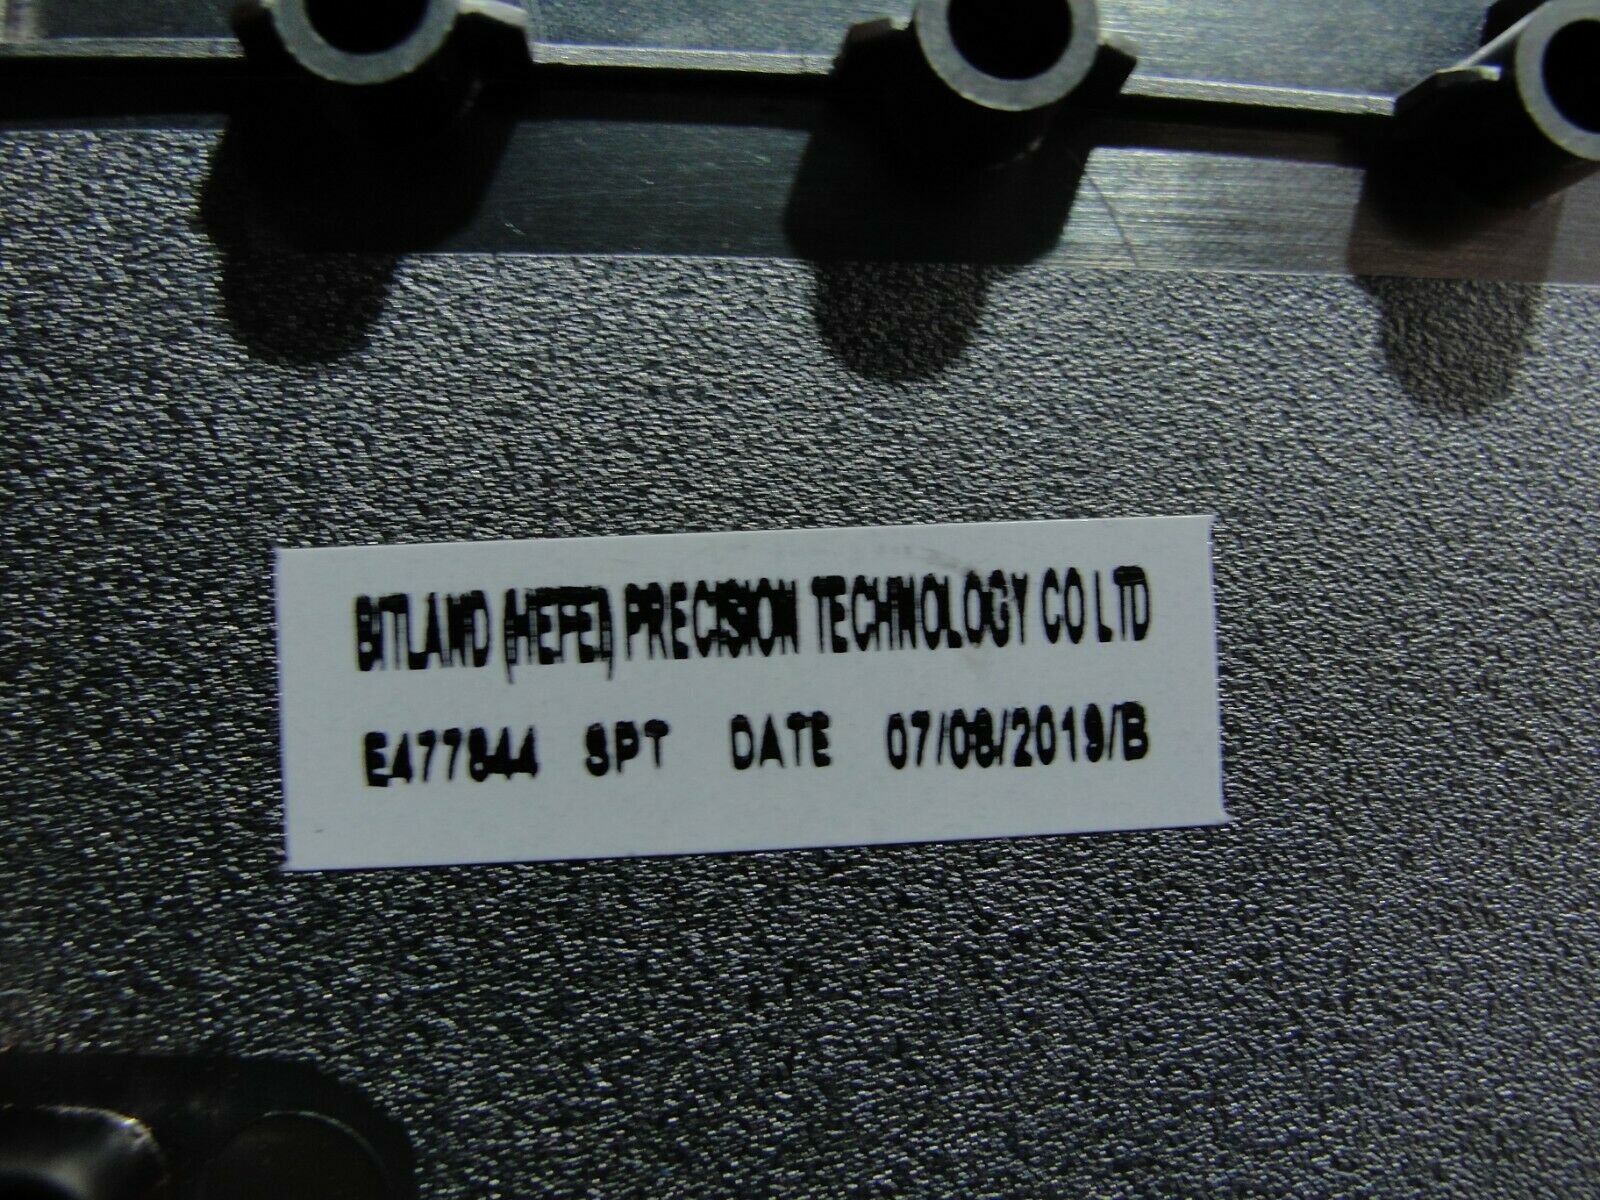 BITLAND (HEFEI) PRECISION TECHNOLOGY CO LTD
E477844 SPT DATE 07/08/2019/B